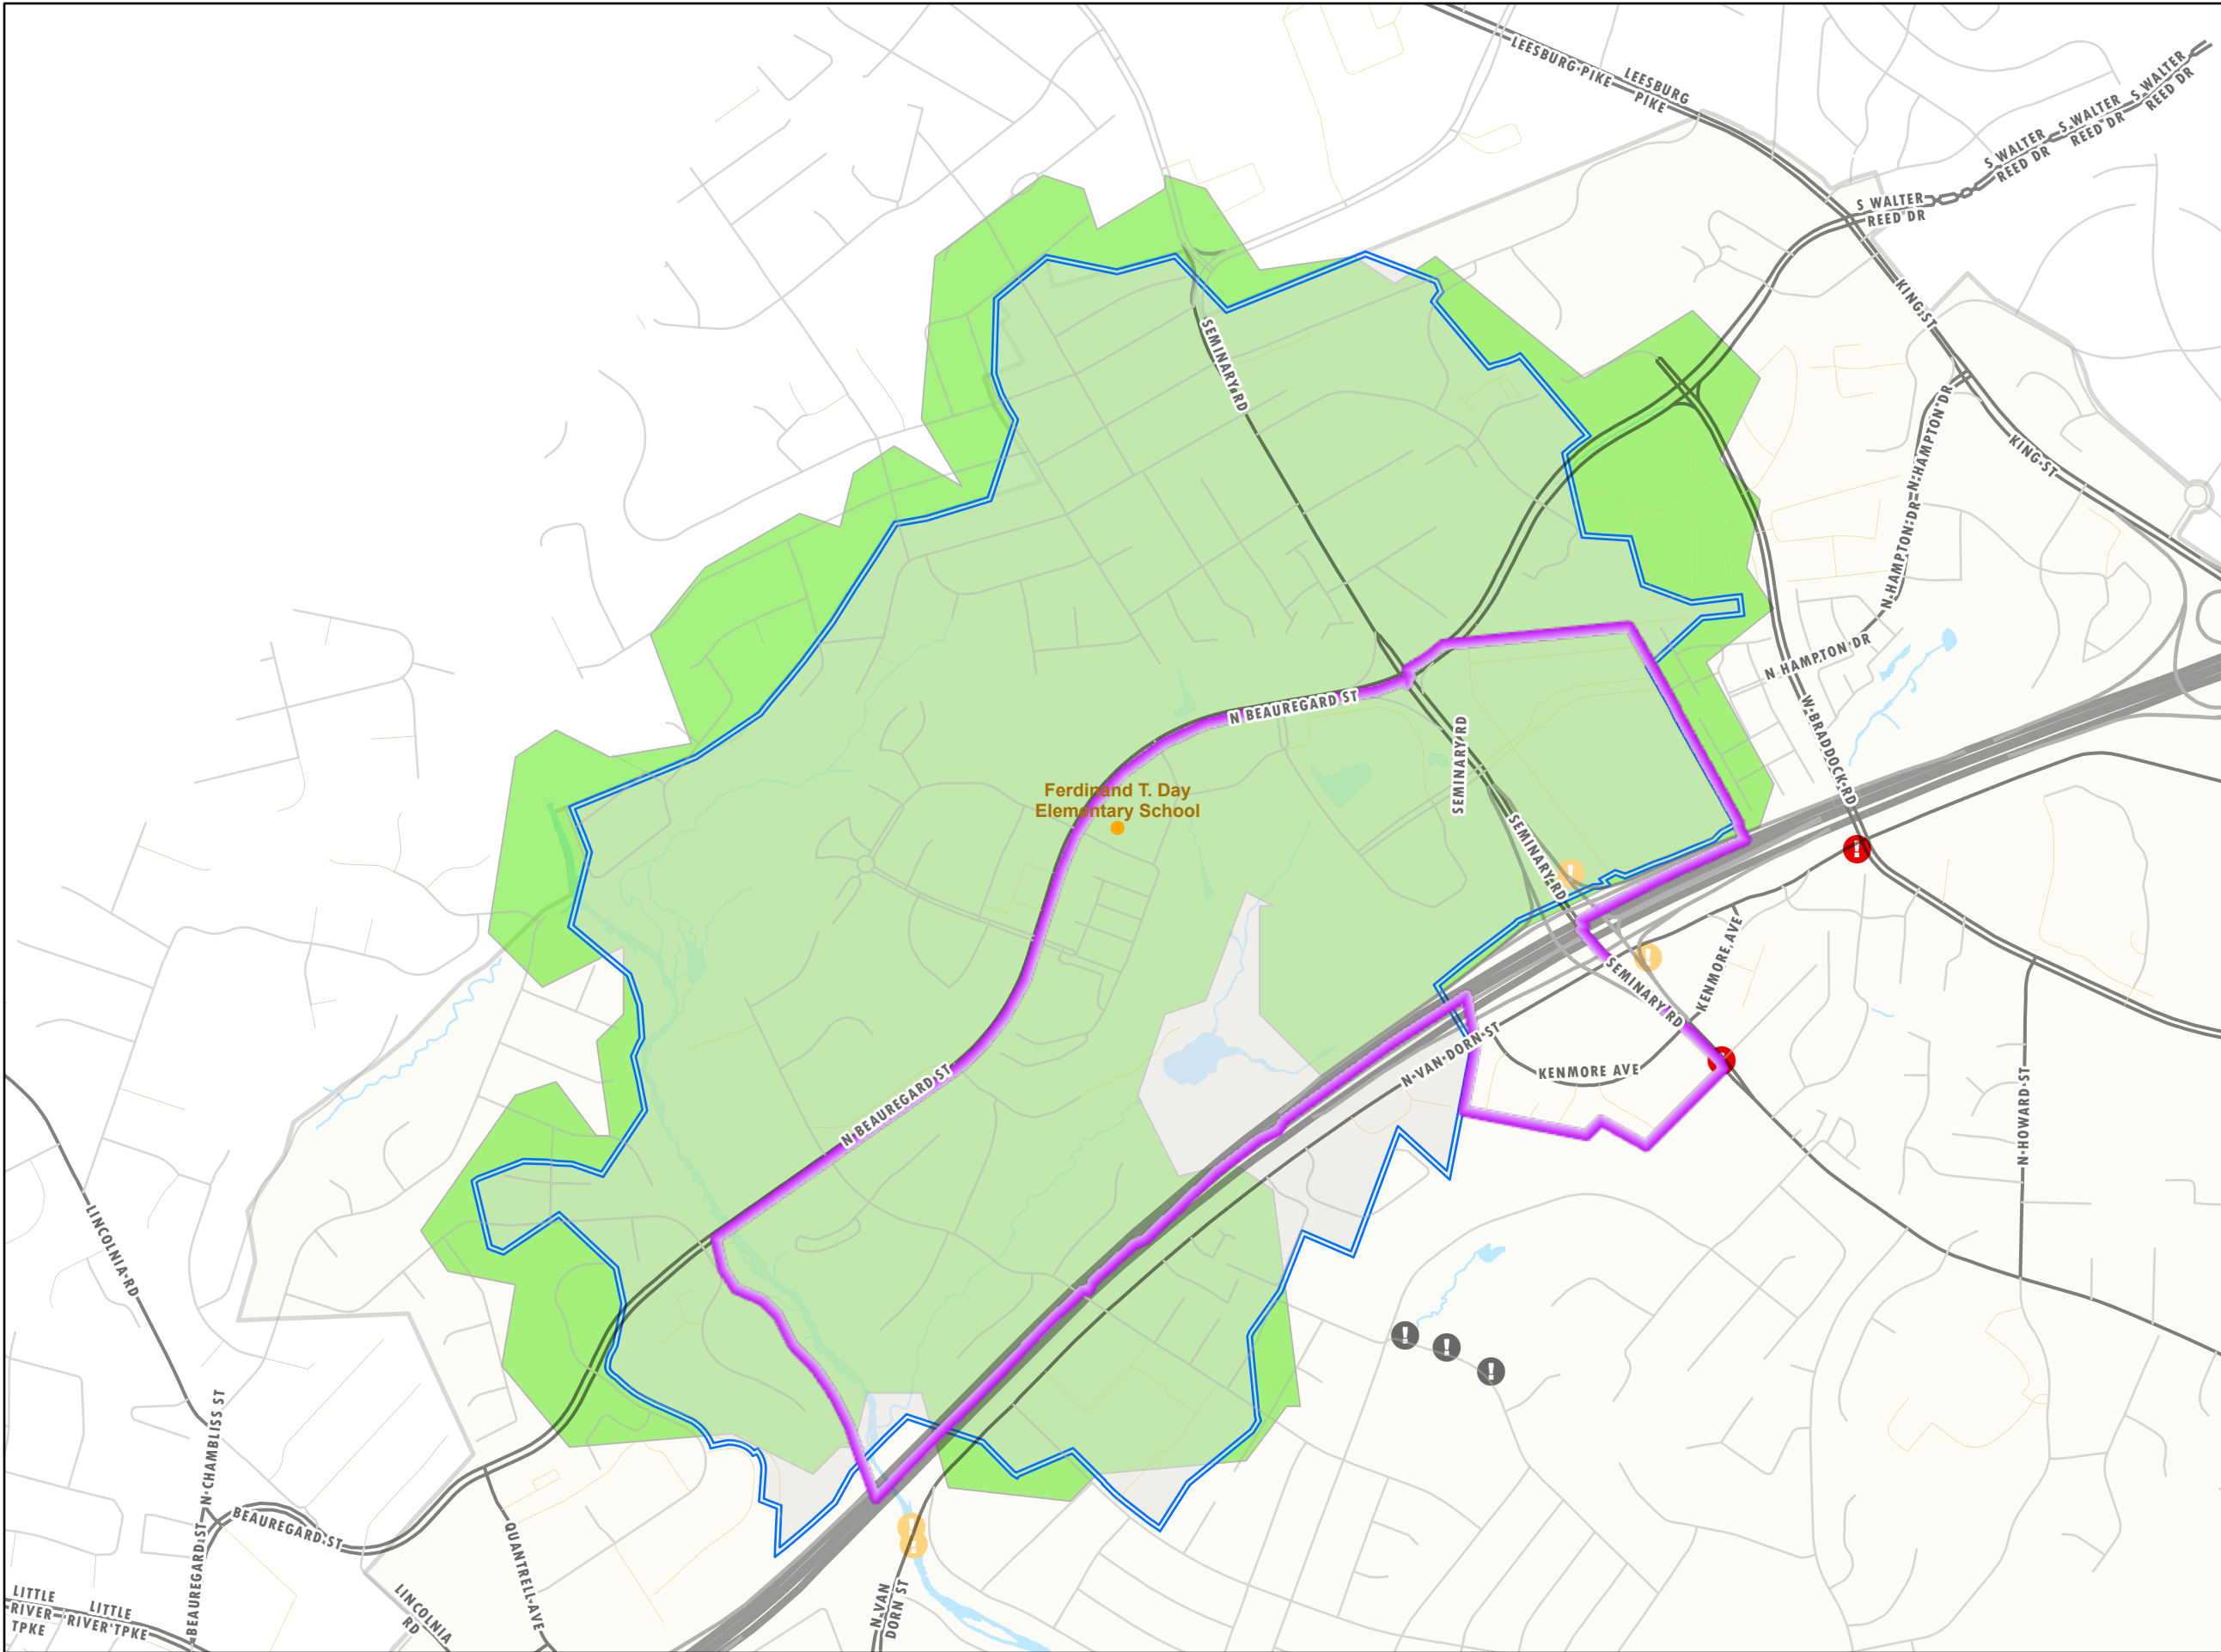 LEESBURG PIKE
LEESBURG
PIKE
S WALTER
REED DR
S WALTER
REED DR
S WALTER
REED DR
S WALTER
REED DR
KING ST
SEMINARY RD
N HAMPTON DR
N HAMPTON DR
KING ST
N HAMPTON DR
N BEAUREGARD ST
SEMINARY RD
W BRADDOCK RD
Ferdinand T. Day
Elementary School
SEMINARY RD
KENMORE AVE
SEMINARY RD
N VAN DORN ST
KENMORE AVE
N BEAUREGARD ST
N HOWARD ST
LINCOLNIA RD
N CHAMBLISS ST
BEAUREGARD ST
BEAUREGARD ST
QUANTRELL AVE
LINCOLNIA
RD
N VAN
DORN ST
LITTLE
RIVER
TPKE
LITTLE
RIVER TPKE